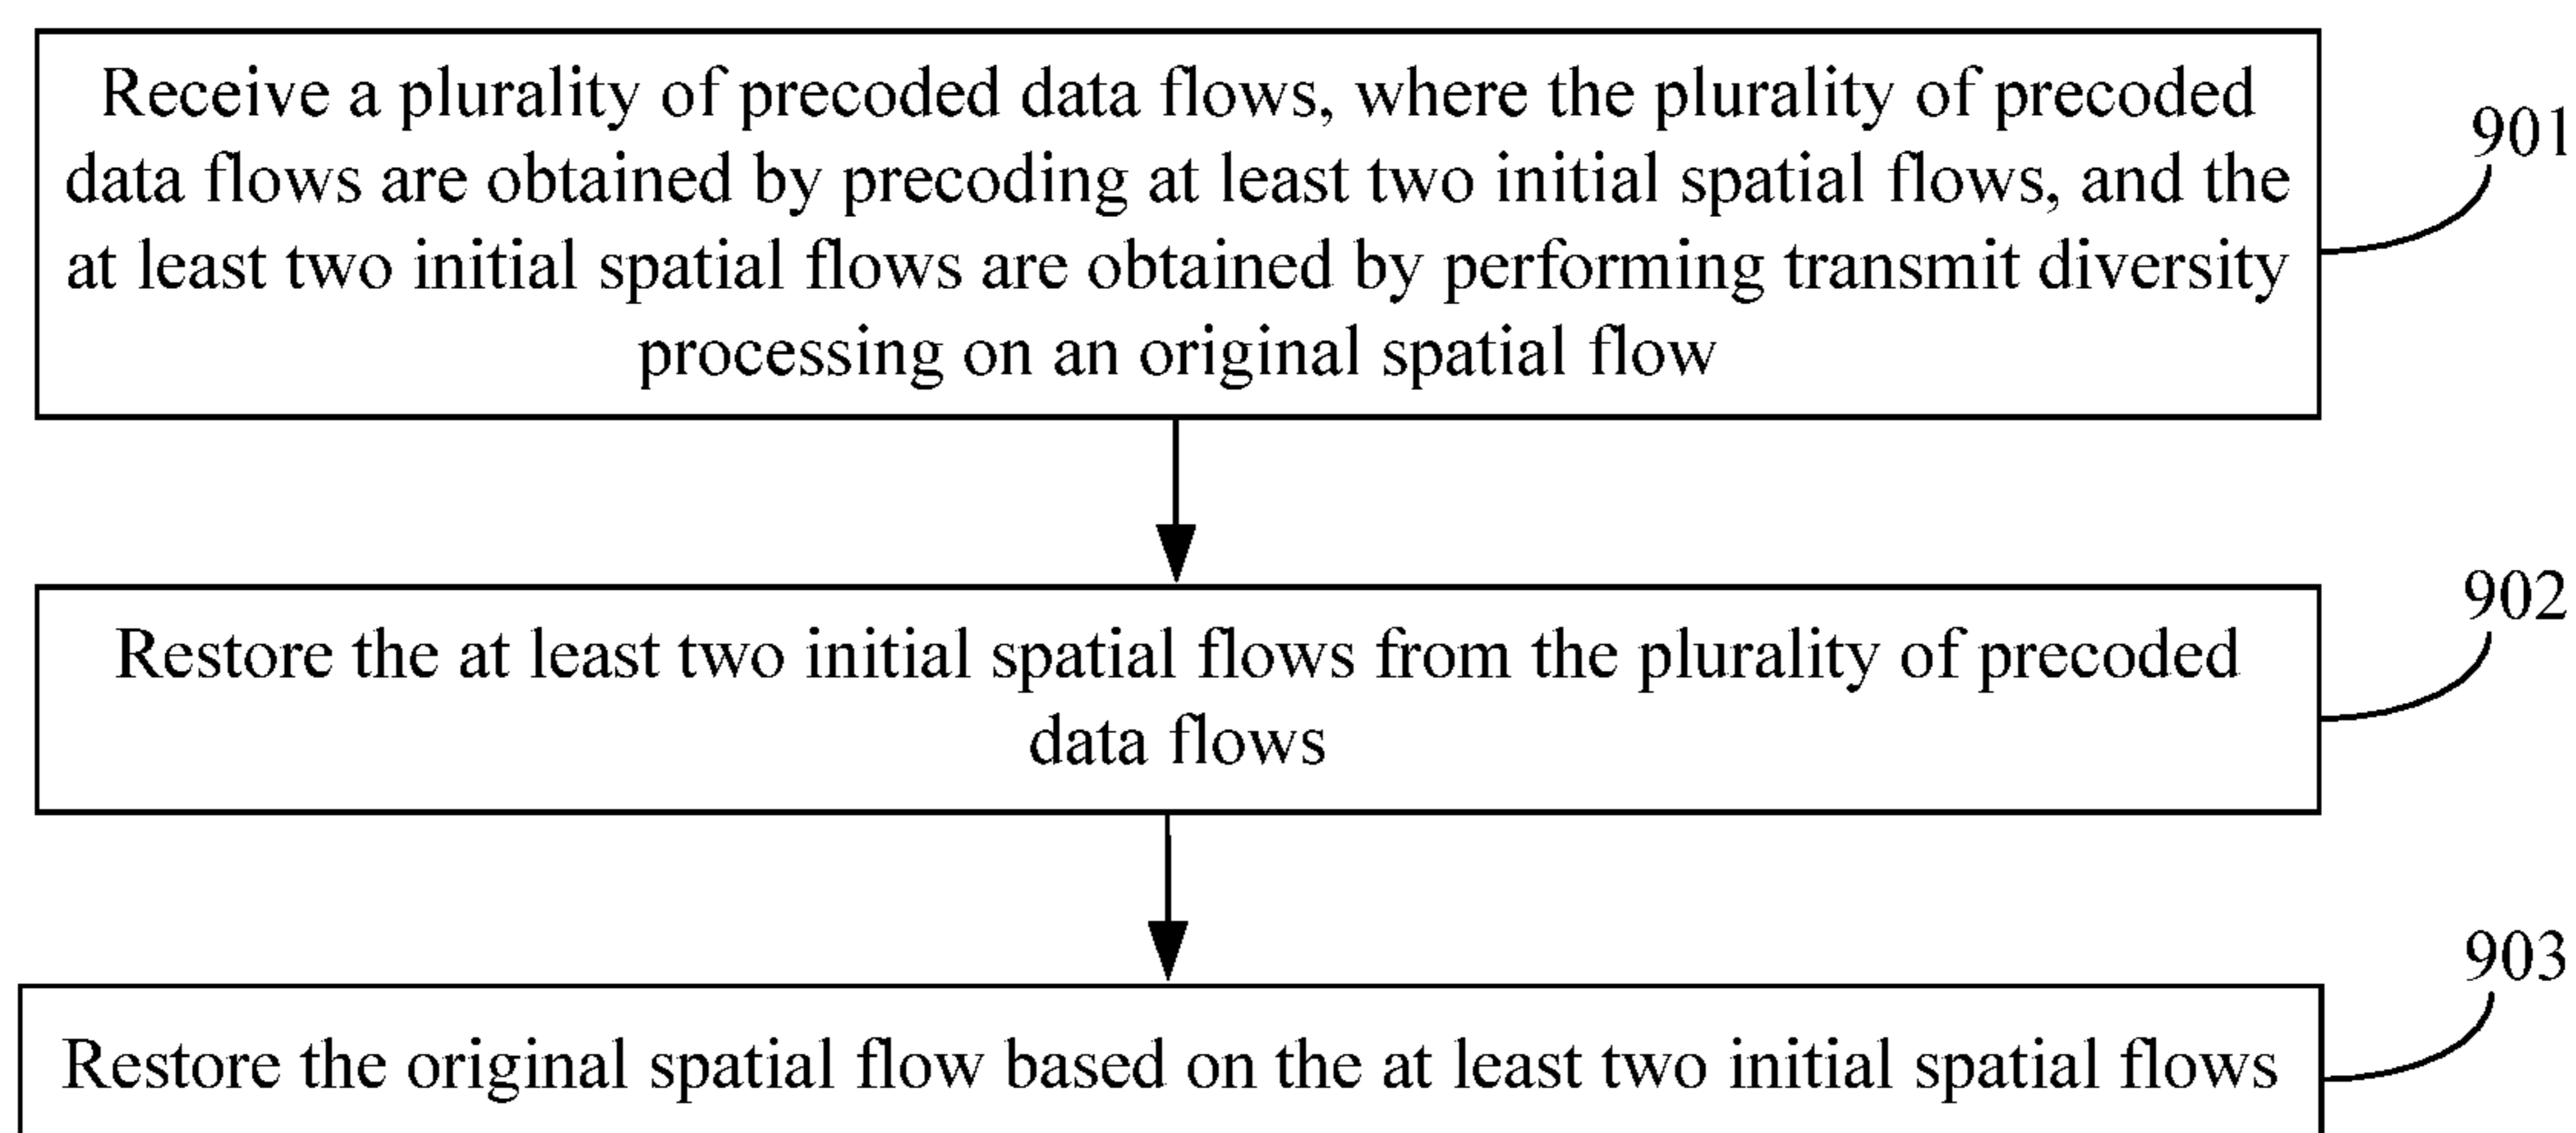 Receive a plurality of precoded data flows, where the plurality of precoded
data flows are obtained by precoding at least two initial spatial flows, and the
at least two initial spatial flows are obtained by performing transmit diversity
processing on an original spatial flow
901
Restore the at least two initial spatial flows from the plurality of precoded
data flows
902
Restore the original spatial flow based on the at least two initial spatial flows
903